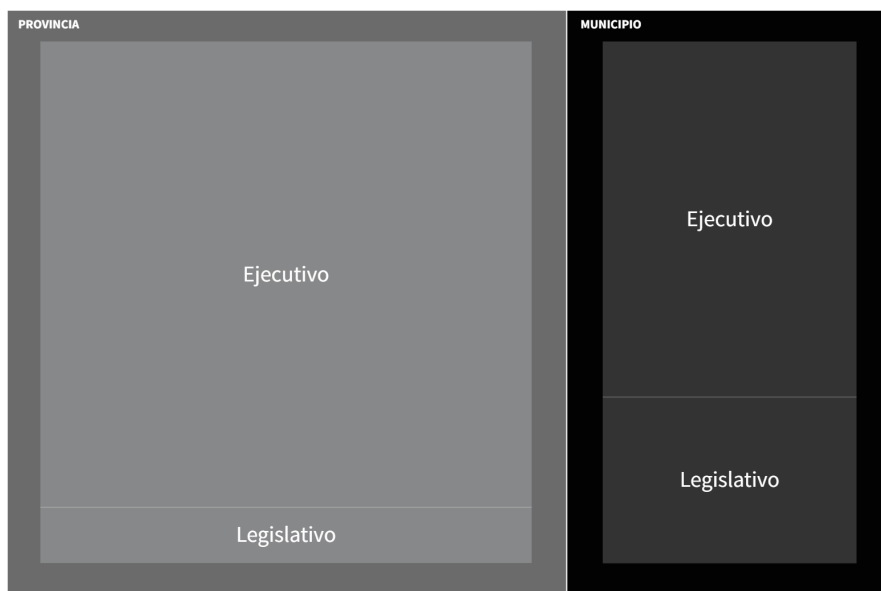 PROVINCIA
Ejecutivo
Legislativo
MUNICIPIO
Ejecutivo
Legislativo